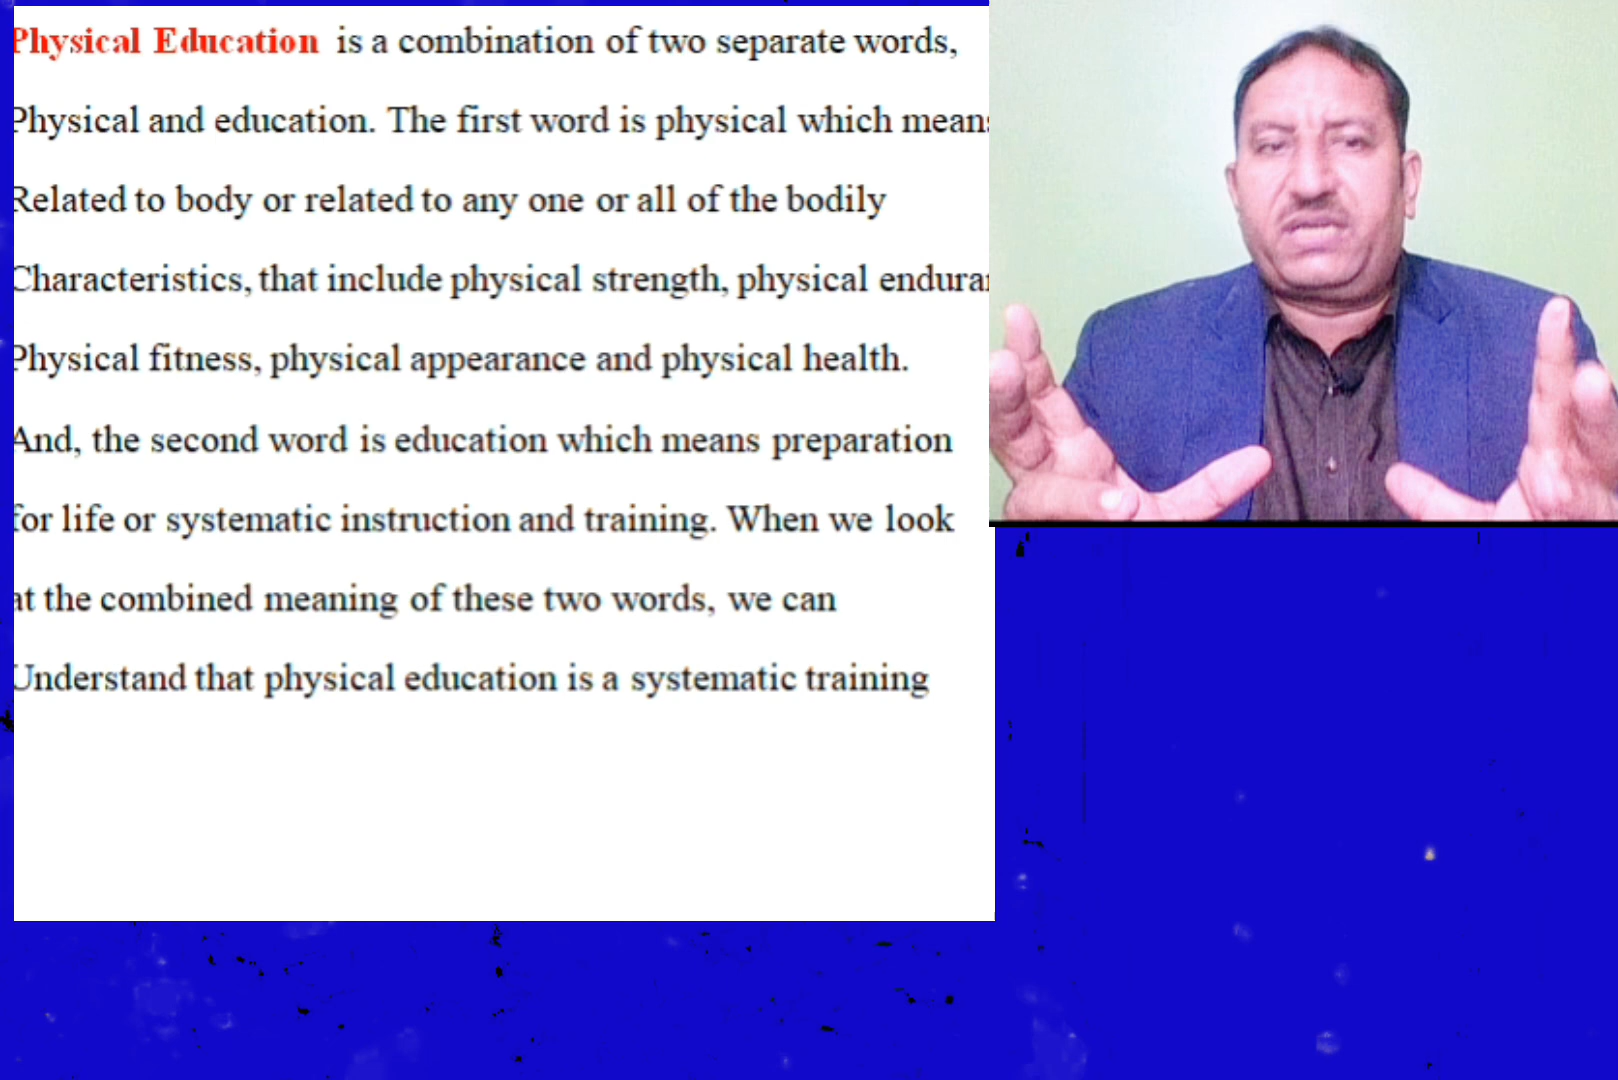 Physical Education is a combination of two separate words,
Physical and education. The first word is physical which means
Related to body or related to any one or all of the bodily
Characteristics, that include physical strength, physical
Physical fitness, physical appearance and physical health.
And, the second word is education which means preparation
for life or systematic instruction and training. When we look
at the combined meaning of these two words, we can
Understand that physical education is a systematic training